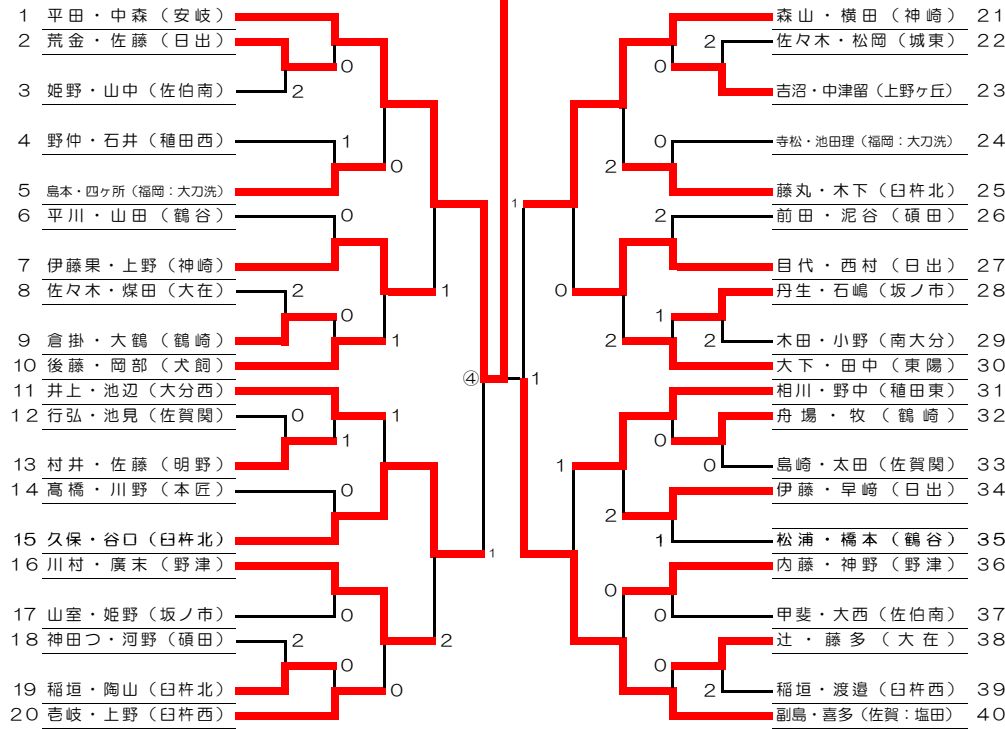 1 平田・中森（安岐）
2 荒金・佐藤（日出）
0
3 姫野・山中（佐伯南）
2
4 野仲・石井（稙田西）
1
0
5 島本・四ヶ所（福岡：大刀洗）
6 平川・山田（鶴谷）
0
7 伊藤果・上野（神崎）
8 佐々木・煤田（大在）
2
1
0
9 倉掛・大鶴（鶴崎）
1
10 後藤・岡部（犬飼）
④
11 井上・池辺（大分西）
12 行弘・池見（佐賀関）
0
1
1
13 村井・佐藤（明野）
14 髙橋・川野（本匠）
0
15 久保・谷口（臼杵北）
1
16 川村・廣末（野津）
17 山室・姫野（坂ノ市）
0
18 神田つ・河野（碩田）
2
2
0
19 稲垣・陶山（臼杵北）
0
20 壱岐・上野（臼杵西）
森山・横田（神崎） 21
2
佐々木・松岡（城東） 22
0
吉沼・中津留（上野ヶ丘） 23
0
寺松・池田理（福岡：大刀洗） 24
2
藤丸・木下（臼杵北） 25
1
2
前田・泥谷（碩田） 26
目代・西村（日出） 27
0
丹生・石嶋（坂ノ市） 28
1
2
2
木田・小野（南大分） 29
大下・田中（東陽） 30
1
相川・野中（稙田東） 31
舟場・牧（鶴崎） 32
0
1
0
島崎・太田（佐賀関） 33
伊藤・早﨑（日出） 34
2
1
松浦・橋本（鶴谷） 35
内藤・神野（野津） 36
0
0
甲斐・大西（佐伯南） 37
辻・藤多（大在） 38
0
2
稲垣・渡邉（臼杵西） 39
副島・喜多（佐賀：塩田） 40